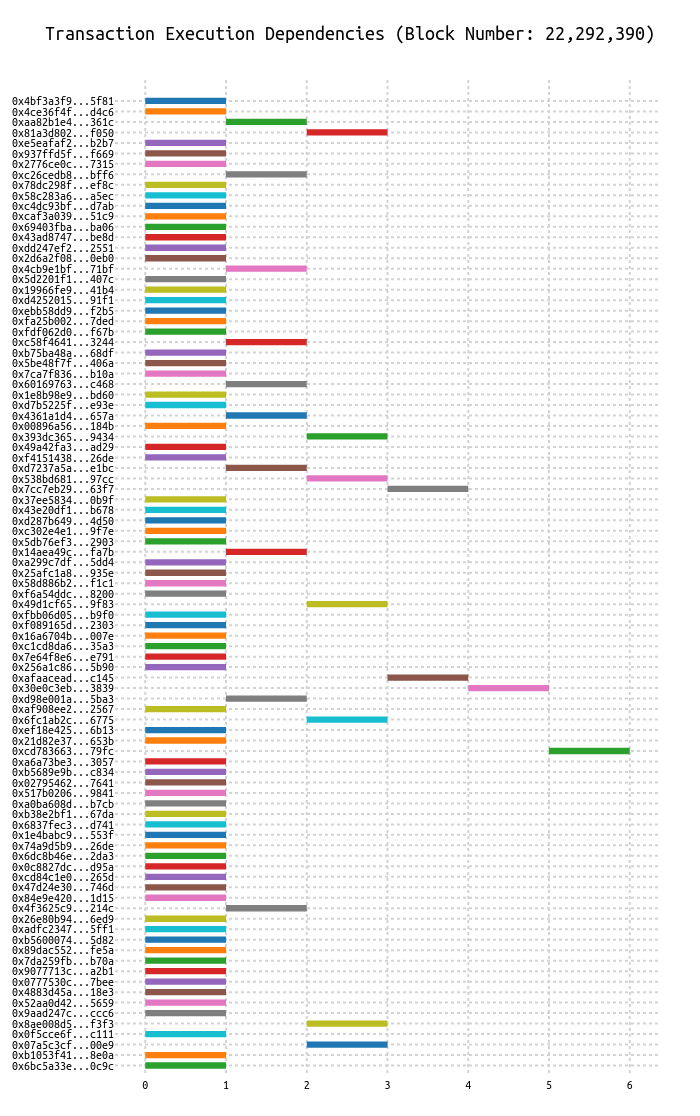 Transaction Execution Dependencies (Block Number: 22,292,390)
0x4bf3a3f9...5f81
0x4ce36f4f...d4c6
0xaa82b1e4...361c
0x81a3d802...f050
0xe5eafaf2...b2b7
0x937ffd5f...f669
0x2776ce0c...7315
0xc26cedb8...bff6
0x78dc298f...ef8c
0x58c283a6...a5ec
0xc4dc93bf...d7ab
0xcaf3a039...51c9
0x69403fba...ba06
0x43ad8747...be8d
0xdd247ef2...2551
0x2d6a2f08...0eb0
0x4cb9e1bf...71bf
0x5d2201f1...407c
0x19966fe9...41b4
0xd4252015...91f1
0xebb58dd9...f2b5
0xfa25b002...7ded
0xfdf062d0...f67b
0xc58f4641...3244
0xb75ba48a...68df
0x5be48f7f...406a
0x7ca7f836...b10a
0x60169763...c468
0x1e8b98e9...bd60
0xd7b5225f...e93e
0x4361a1d4...657a
0x00896a56...184b
0x393dc365...9434
0x49a42fa3...ad29
0xf4151438...26de
0xd7237a5a...e1bc
0x538bd681...97cc
0x7cc7eb29...63f7
0x37ee5834...0b9f
0x43e20df1...b678
0xd287b649...4d50
0xc302e4e1...9f7e
0x5db76ef3...2903
0x14aea49c...fa7b
0xa299c7df...5dd4
0x25afc1a8...935e
0x58d886b2...f1c1
0xf6a54ddc...8200
0x49d1cf65...9f83
0xfbb06d05...b9f0
0xf089165d...2303
0x16a6704b...007e
0xc1cd8da6...35a3
0x7e64f8e6...e791
0x256a1c86...5b90
0xafaacead...c145
0x30e0c3eb...3839
0xd98e001a...5ba3
0xaf908ee2...2567
0x6fc1ab2c...6775
0xef18e425...6b13
0x21d82e37...653b
0xcd783663...79fc
0xa6a73be3...3057
0xb5689e9b...c834
0x02795462...7641
0x517b0206...9841
0xa0ba608d...b7cb
0xb38e2bf1...67da
0x6837fec3...d741
0x1e4babc9...553f
0x74a9d5b9...26de
0x6dc8b46e...2da3
0x0c8827dc...d95a
0xcd84c1e0...265d
0x47d24e30...746d
0x84e9e420...1d15
0x4f3625c9...214c
0x26e80b94...6ed9
0xadfc2347...5ff1
0xb5600074...5d82
0x89dac552...fe5a
0x7da259fb...b70a
0x9077713c...a2b1
0x0777530c...7bee
0x4883d45a...18e3
0x52aa0d42...5659
0x9aad247c...ccc6
0x8ae008d5...f3f3
0x0f5cce6f...c111
0x07a5c3cf...00e9
0xb1053f41...8e0a
0x6bc5a33e...0c9c
0 1 2 3 4 5 6